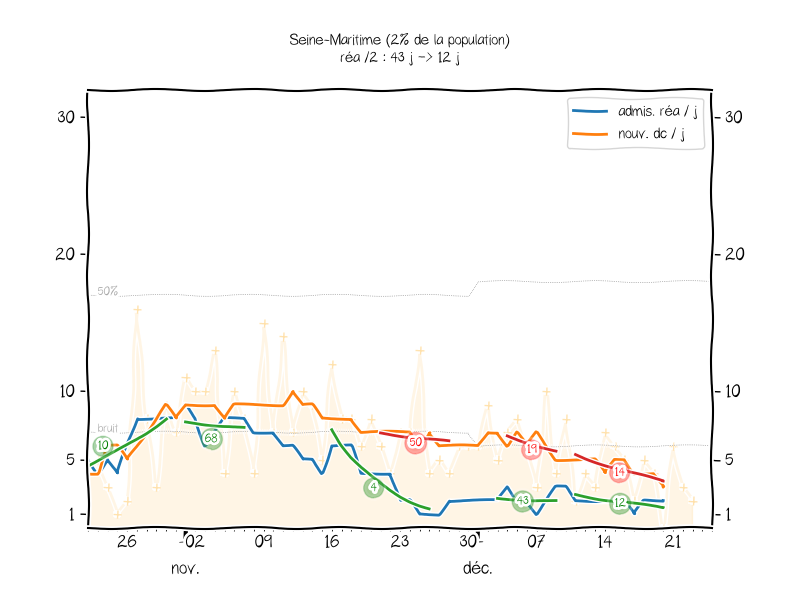 Seine-Maritime (2% de la population)
réa /2 : 43 j -> 12 j
admis. réa / j
nouv. dc / j
30 30
20 20
50%
10 10
bruit
5 5
1 1
10 68 4 50 43 19 12 14
26 02 09 16 23 30 07 14 21
nov. déc.